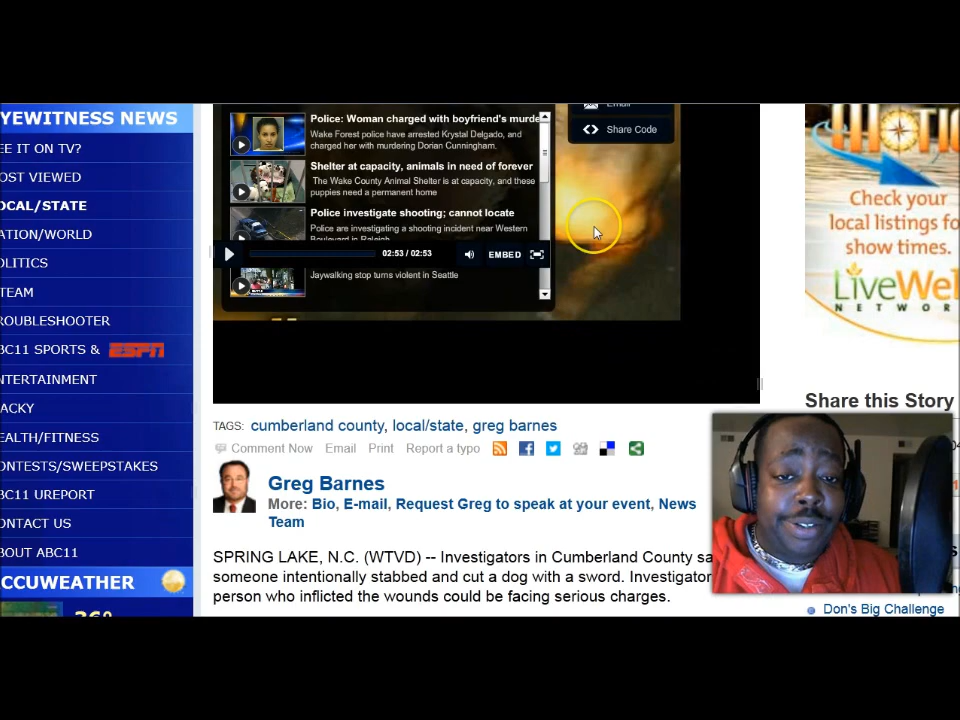 YEWITNESS NEWS
EE IT ON TV?
OST VIEWED
OCAL/STATE
ATION/WORLD
OLITICS
TEAM
ROUBLESHOOTER
BC11 SPORTS & ESPN
NTERTAINMENT
ACKY
EALTH/FITNESS
ONTESTS/SWEEPSTAKES
BC11 UREPORT
ONTACT US
BOUT ABC11
CCUWEATHER
Police: Woman charged with boyfriend's murde
Wake Forest police have arrested Krystal Delgado, and
charged her with murdering Dorian Cunningham.
Shelter at capacity, animals in need of forever
The Wake County Animal Shelter is at capacity, and these
puppies need a permanent home
Police investigate shooting; cannot locate
Police are investigating a shooting incident near Western
Boulevard in Raleigh
02:53 / 02:53 EMBED
Jaywalking stop turns violent in Seattle
Email
Share Code
TAGS: cumberland county, local/state, greg barnes
Comment Now Email Print Report a typo
Greg Barnes
More: Bio, E-mail, Request Greg to speak at your event, News
Team
SPRING LAKE, N.C. (WTVD) -- Investigators in Cumberland County sa
someone intentionally stabbed and cut a dog with a sword. Investigator
person who inflicted the wounds could be facing serious charges.
Check your
local listings fo
show times.
LiveWel
NETWOR
Share this Story
Don's Big Challenge